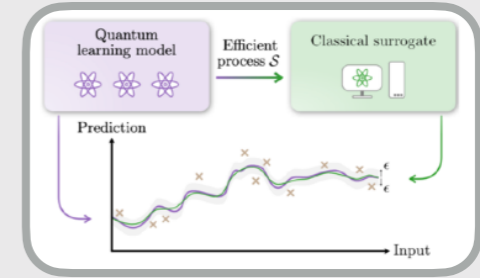 Quantum
learning model
Efficient
process S
Classical surrogate
Prediction
ϵ
ϵ
Input